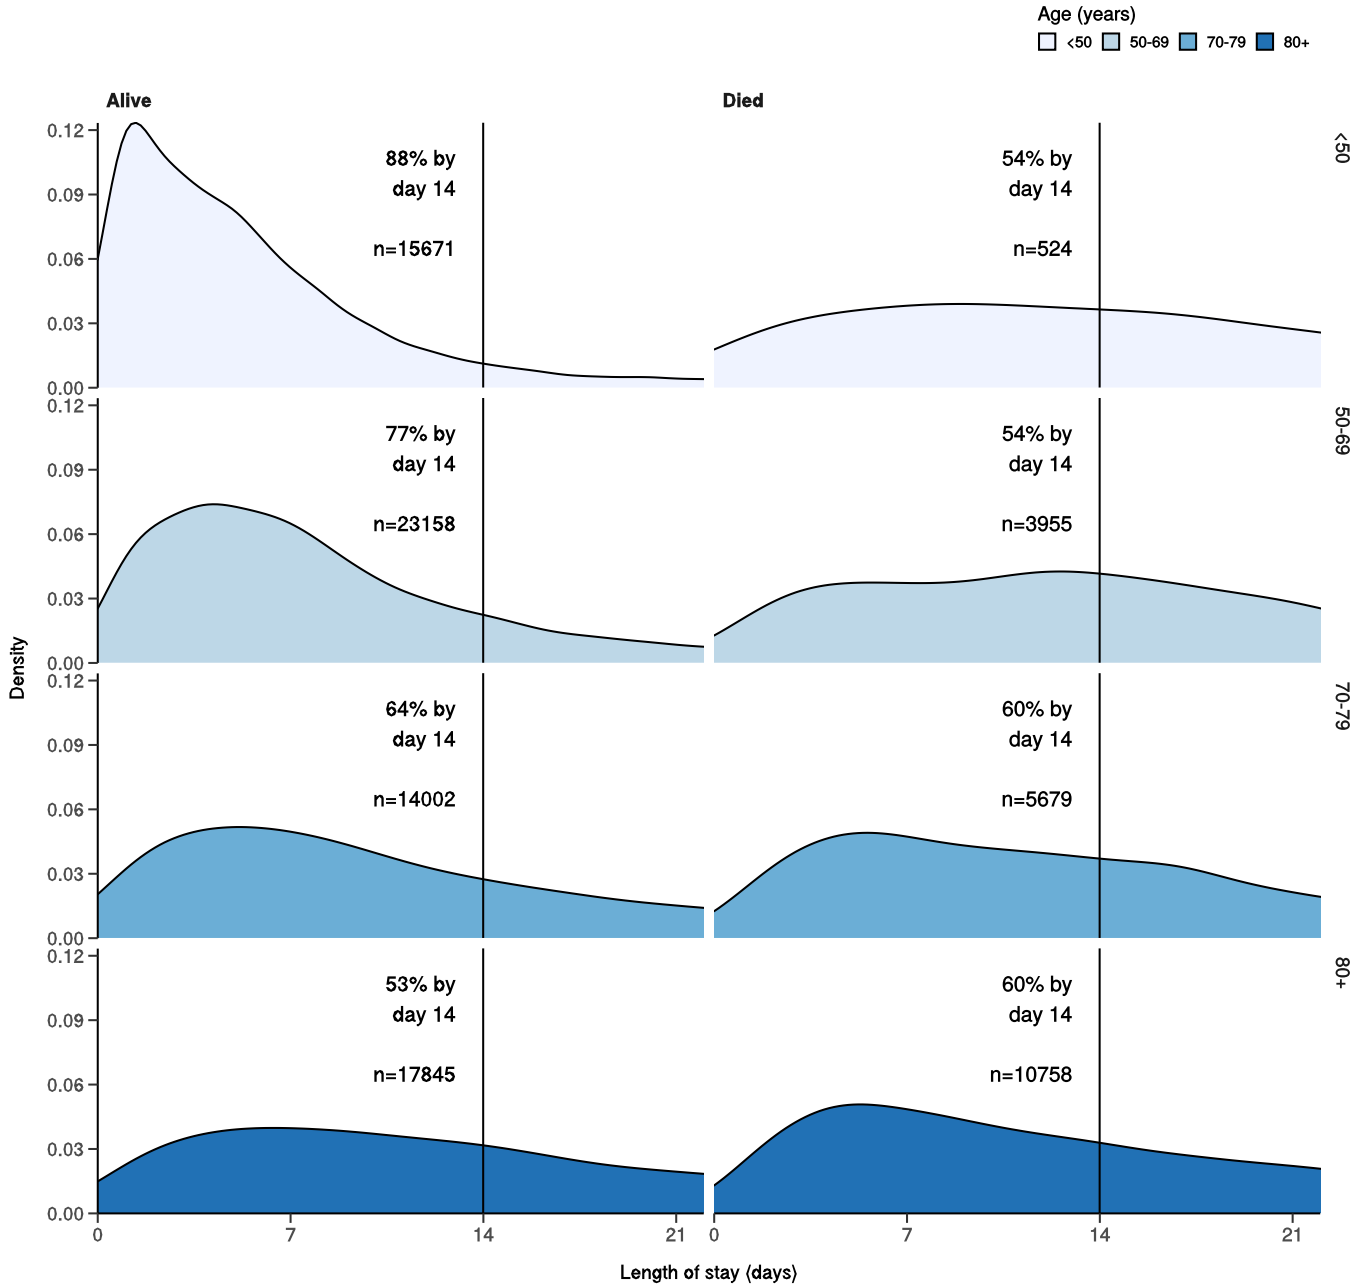 Age (years)
<50 50-69 70-79 80+
Alive Died
0.12
0.09
0.06
0.03
0.00
88% by
day 14
n=15671
54% by
day 14
n=524
<50
0.12
0.09
0.06
0.03
0.00
77% by
day 14
n=23158
54% by
day 14
n=3955
50-69
Density
0.12
0.09
0.06
0.03
0.00
64% by
day 14
n=14002
60% by
day 14
n=5679
70-79
0.12
0.09
0.06
0.03
0.00
53% by
day 14
n=17845
60% by
day 14
n=10758
80+
0 7 14 21 0 7 14 21
Length of stay (days)